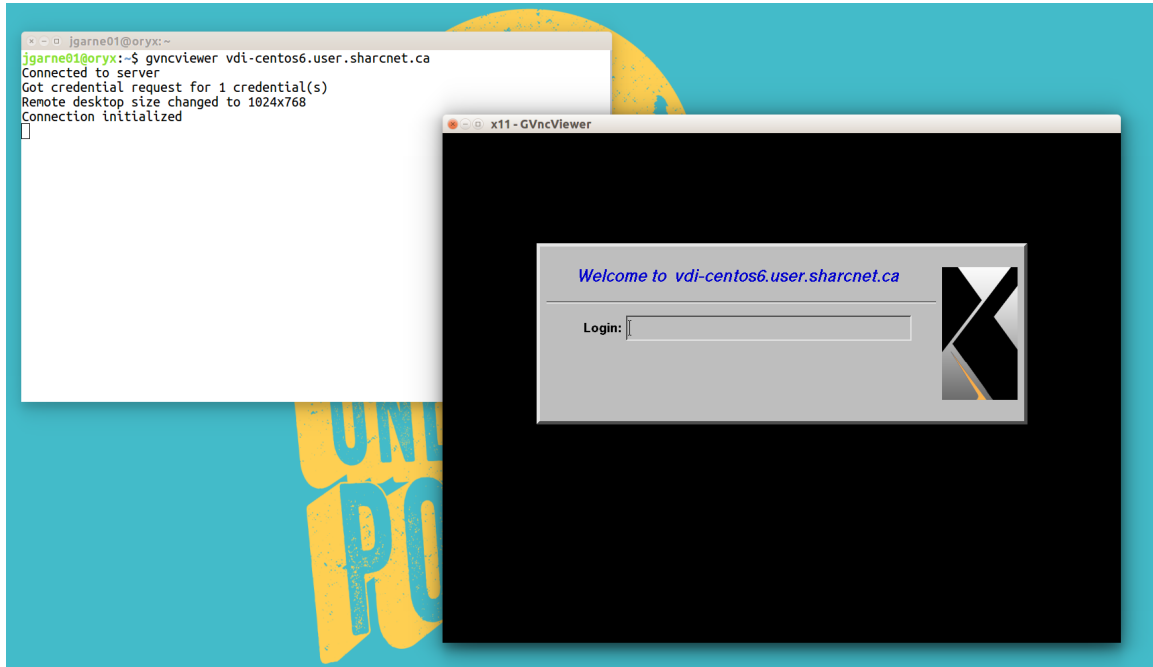 jgarne01@oryx: ~
jgarne01@oryx:~$ gvncviewer vdi-centos6.user.sharcnet.ca
Connected to server
Got credential request for 1 credential(s)
Remote desktop size changed to 1024x768
Connection initialized
x11 - GVncViewer
Welcome to vdi-centos6.user.sharcnet.ca
Login: